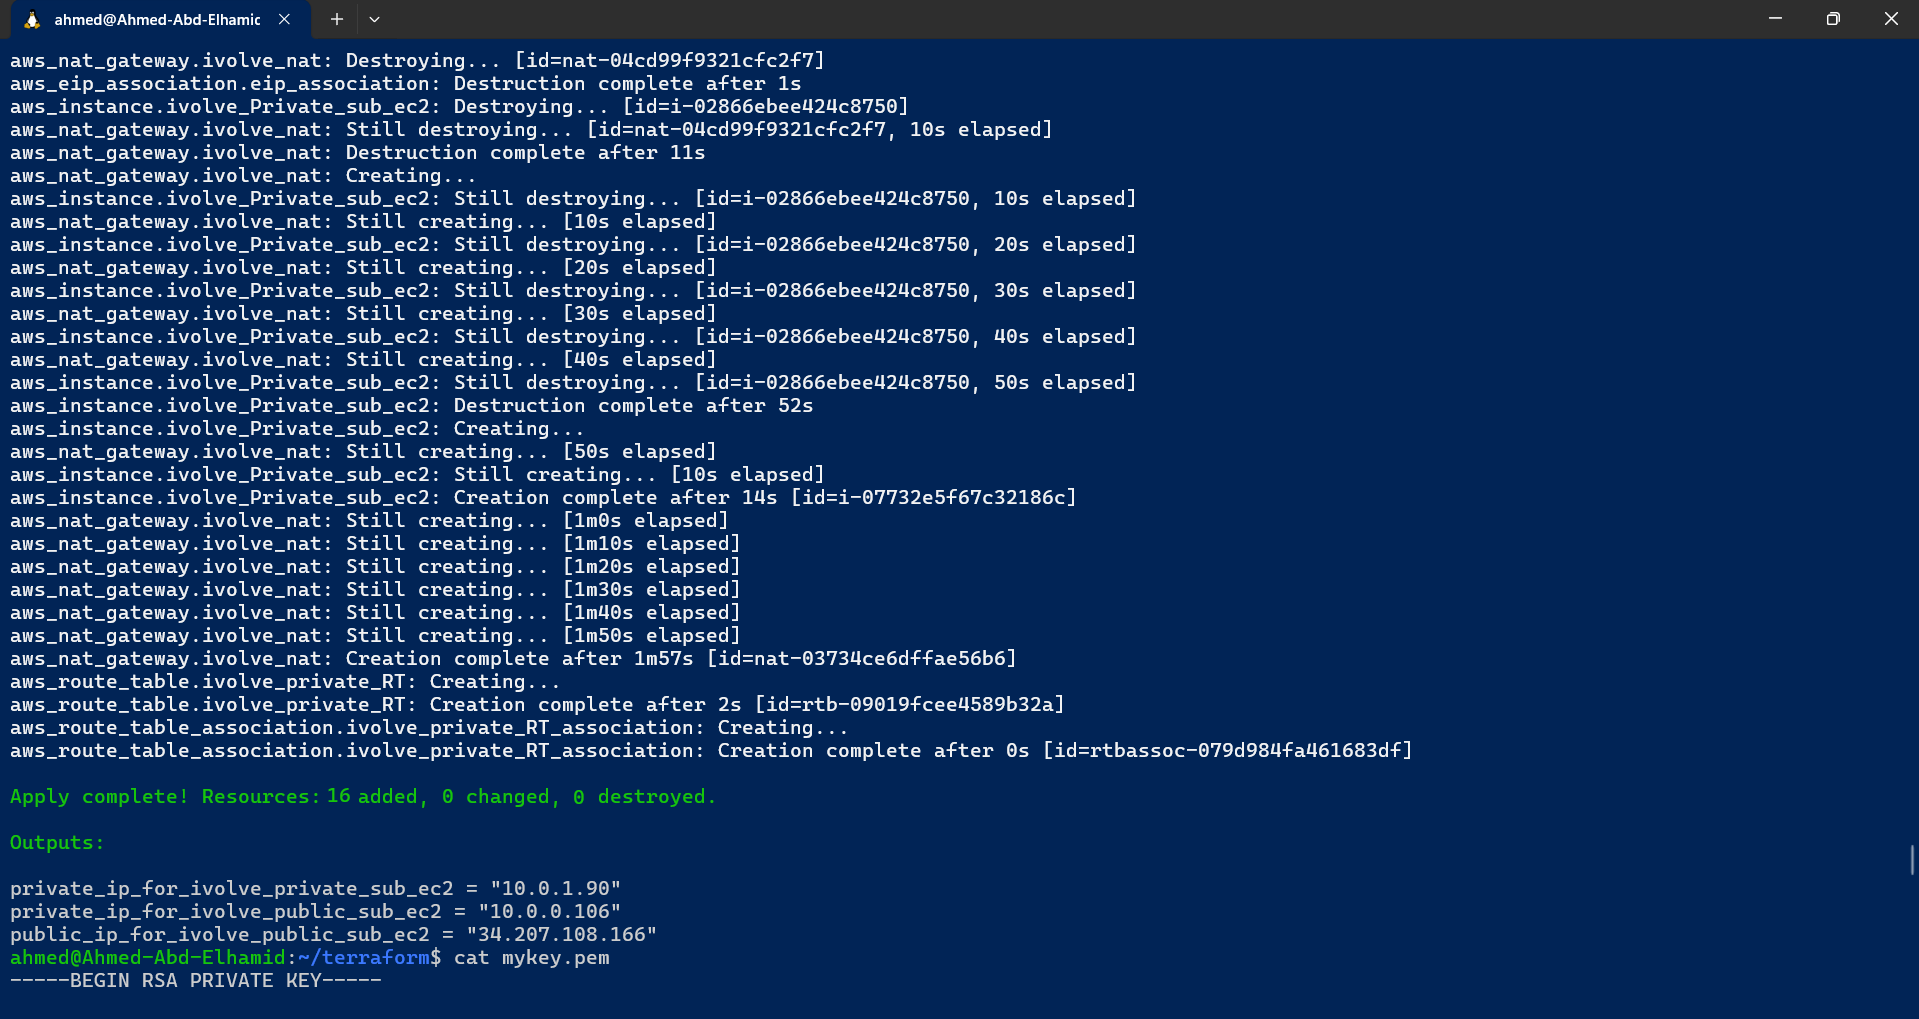 ahmed@Ahmed-Abd-Elhamic
aws_nat_gateway.ivolve_nat: Destroying... [id=nat-04cd99f9321cfc2f7]
aws_eip_association.eip_association: Destruction complete after 1s
aws_instance.ivolve_Private_sub_ec2: Destroying... [id=i-02866ebee424c8750]
aws_nat_gateway.ivolve_nat: Still destroying... [id=nat-04cd99f9321cfc2f7, 10s elapsed]
aws_nat_gateway.ivolve_nat: Destruction complete after 11s
aws_nat_gateway.ivolve_nat: Creating...
aws_instance.ivolve_Private_sub_ec2: Still destroying... [id=i-02866ebee424c8750, 10s elapsed]
aws_nat_gateway.ivolve_nat: Still creating... [10s elapsed]
aws_instance.ivolve_Private_sub_ec2: Still destroying... [id=i-02866ebee424c8750, 20s elapsed]
aws_nat_gateway.ivolve_nat: Still creating... [20s elapsed]
aws_instance.ivolve_Private_sub_ec2: Still destroying... [id=i-02866ebee424c8750, 30s elapsed]
aws_nat_gateway.ivolve_nat: Still creating... [30s elapsed]
aws_instance.ivolve_Private_sub_ec2: Still destroying... [id=i-02866ebee424c8750, 40s elapsed]
aws_nat_gateway.ivolve_nat: Still creating... [40s elapsed]
aws_instance.ivolve_Private_sub_ec2: Still destroying... [id=i-02866ebee424c8750, 50s elapsed]
aws_instance.ivolve_Private_sub_ec2: Destruction complete after 52s
aws_instance.ivolve_Private_sub_ec2: Creating...
aws_nat_gateway.ivolve_nat: Still creating... [50s elapsed]
aws_instance.ivolve_Private_sub_ec2: Still creating... [10s elapsed]
aws_instance.ivolve_Private_sub_ec2: Creation complete after 14s [id=i-07732e5f67c32186c]
aws_nat_gateway.ivolve_nat: Still creating... [1m0s elapsed]
aws_nat_gateway.ivolve_nat: Still creating... [1m10s elapsed]
aws_nat_gateway.ivolve_nat: Still creating... [1m20s elapsed]
aws_nat_gateway.ivolve_nat: Still creating... [1m30s elapsed]
aws_nat_gateway.ivolve_nat: Still creating... [1m40s elapsed]
aws_nat_gateway.ivolve_nat: Still creating... [1m50s elapsed]
aws_nat_gateway.ivolve_nat: Creation complete after 1m57s [id=nat-03734ce6dffae56b6]
aws_route_table.ivolve_private_RT: Creating...
aws_route_table.ivolve_private_RT: Creation complete after 2s [id=rtb-09019fcee4589b32a]
aws_route_table_association.ivolve_private_RT_association: Creating...
aws_route_table_association.ivolve_private_RT_association: Creation complete after 0s [id=rtbassoc-079d984fa461683df]
Apply complete! Resources: 16 added, 0 changed, 0 destroyed.
Outputs:
private_ip_for_ivolve_private_sub_ec2 = "10.0.1.90"
private_ip_for_ivolve_public_sub_ec2 = "10.0.0.106"
public_ip_for_ivolve_public_sub_ec2 = "34.207.108.166"
ahmed@Ahmed-Abd-Elhamid:~/terraform$ cat mykey.pem
-----BEGIN RSA PRIVATE KEY-----